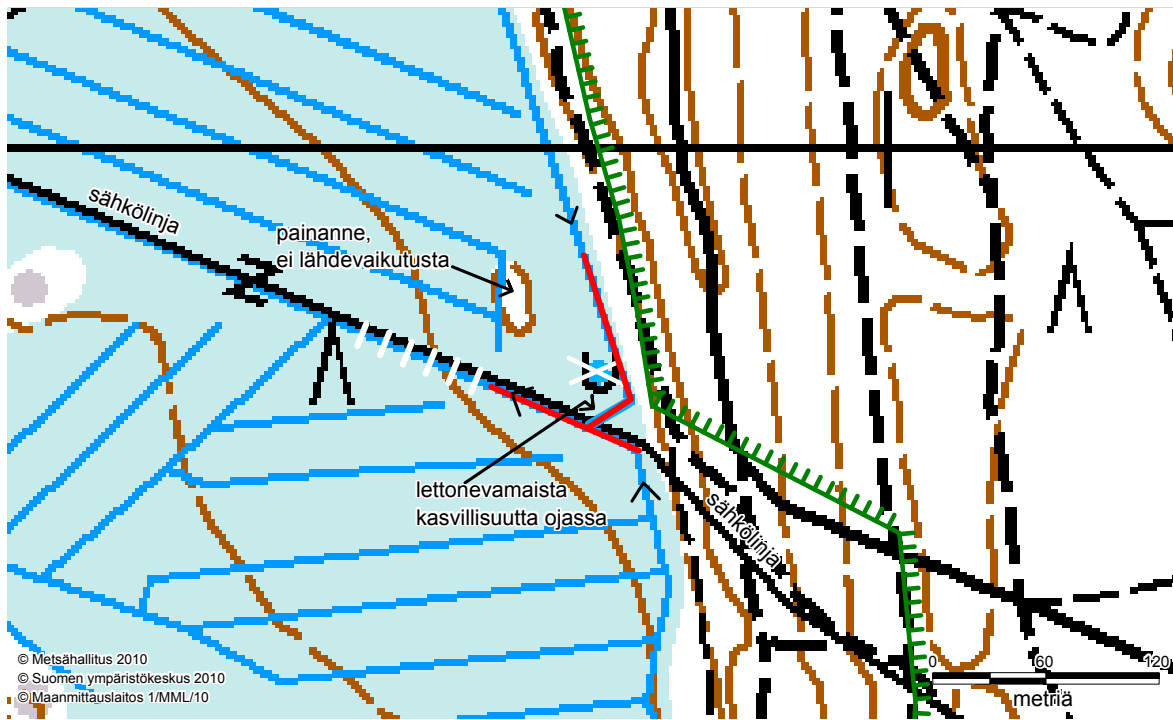 sähkölinja
painanne,
ei lähdevaikutusta
lettonevamaista
kasvillisuutta ojassa
sähkölinja
© Metsähallitus 2010
© Suomen ympäristökeskus 2010
© Maanmittauslaitos 1/MML/10
0 60 120
metriä